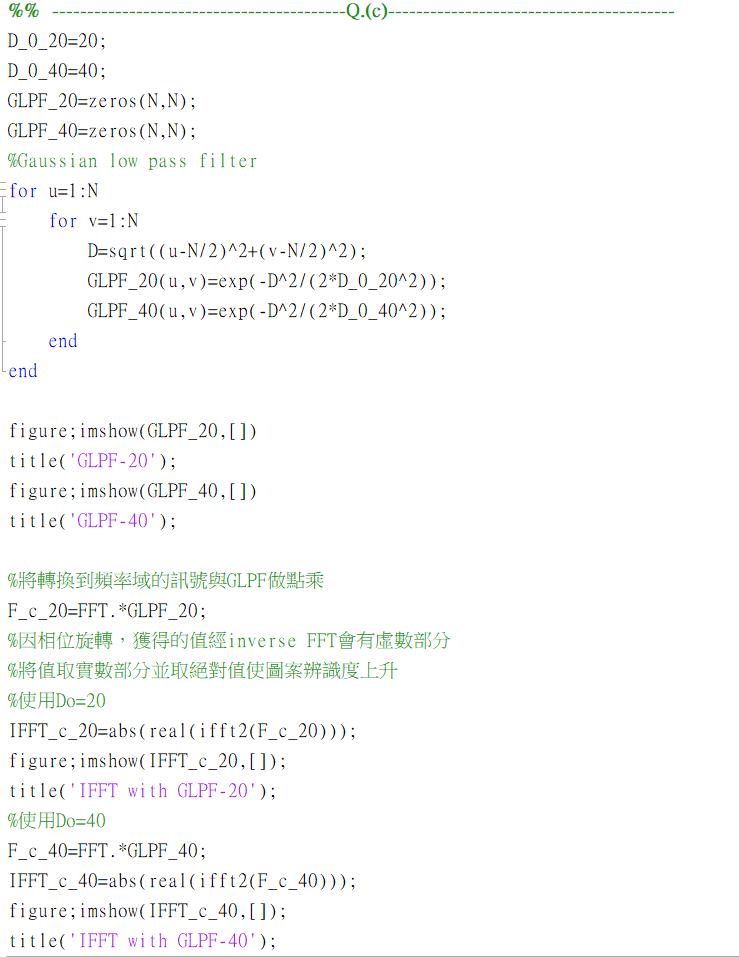 %% ------------------------------------------Q.(c)-----------------------------------------
D_0_20=20;
D_0_40=40;
GLPF_20=zeros(N,N);
GLPF_40=zeros(N,N);
%Gaussian low pass filter
for u=1:N
    for v=1:N
        D=sqrt((u-N/2)^2+(v-N/2)^2);
        GLPF_20(u,v)=exp(-D^2/(2*D_0_20^2));
        GLPF_40(u,v)=exp(-D^2/(2*D_0_40^2));
    end
end
figure;imshow(GLPF_20,[])
title('GLPF-20');
figure;imshow(GLPF_40,[])
title('GLPF-40');
%將轉換到頻率域的訊號與GLPF做點乘
F_c_20=FFT.*GLPF_20;
%因相位旋轉，獲得的值經inverse FFT會有虛數部分
%將值取實數部分並取絕對值使圖案辨識度上升
%使用Do=20
IFFT_c_20=abs(real(ifft2(F_c_20)));
figure;imshow(IFFT_c_20,[]);
title('IFFT with GLPF-20');
%使用Do=40
F_c_40=FFT.*GLPF_40;
IFFT_c_40=abs(real(ifft2(F_c_40)));
figure;imshow(IFFT_c_40,[]);
title('IFFT with GLPF-40');